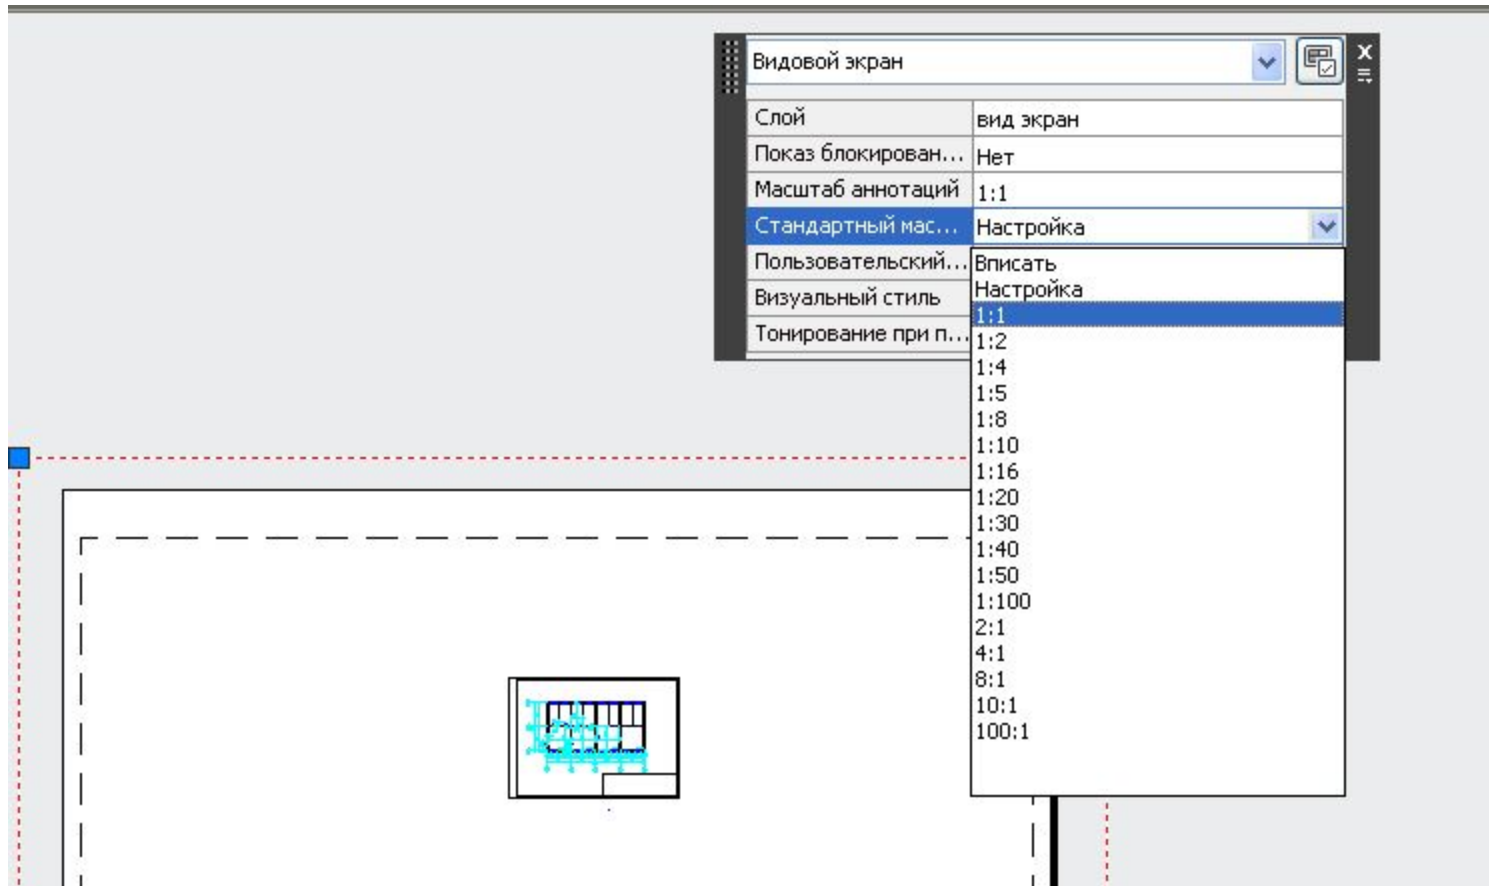 Видовой экран
X
Слой вид экран
Показ блокирован... Нет
Масштаб аннотаций 1:1
Стандартный мас... Настройка
Пользовательский...
Визуальный стиль
Тонирование при п...
Вписать
Настройка
1:1
1:2
1:4
1:5
1:8
1:10
1:16
1:20
1:30
1:40
1:50
1:100
2:1
4:1
8:1
10:1
100:1